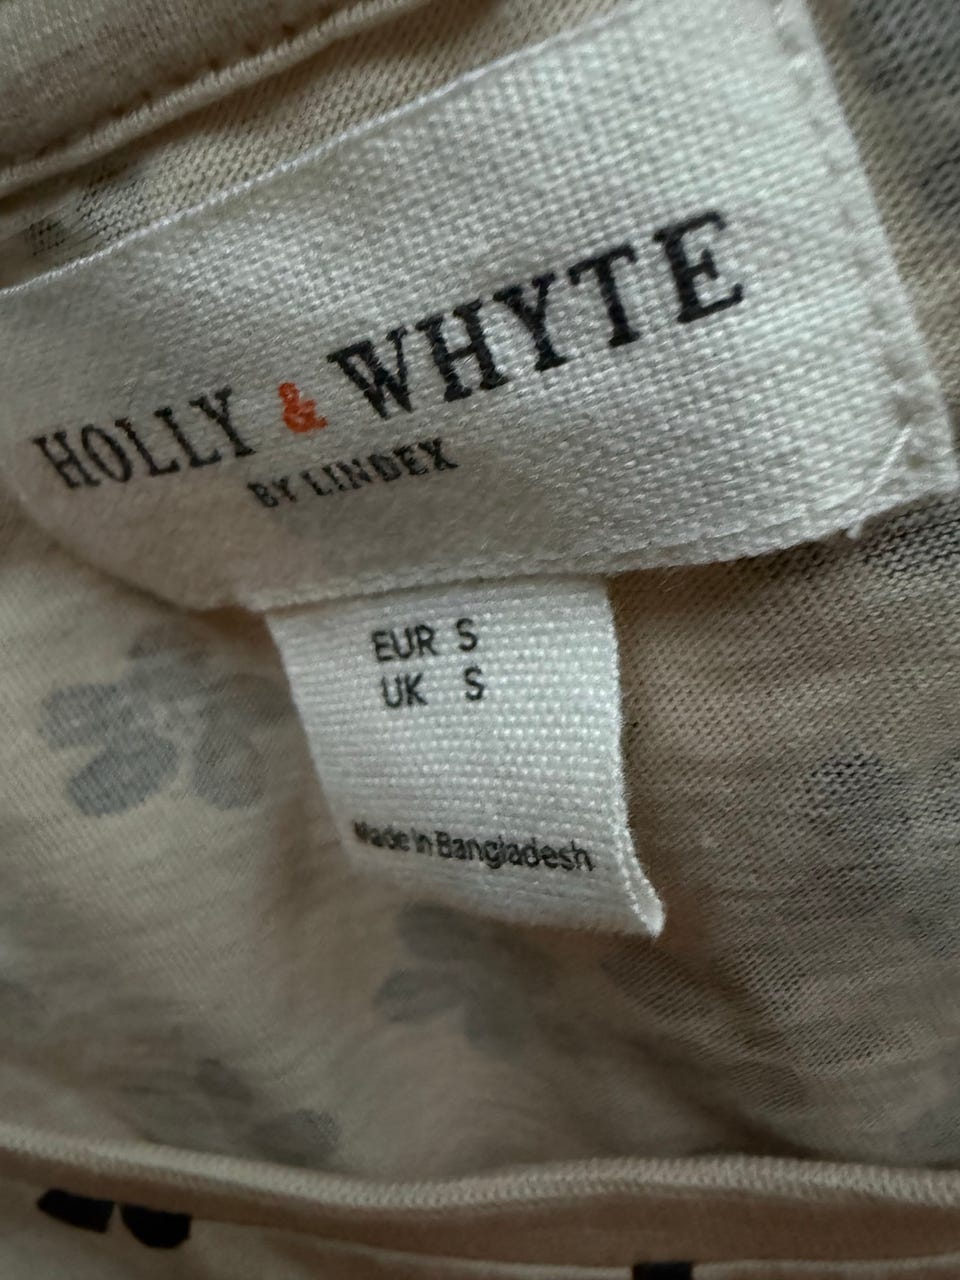 HOLLY & WHYTE
BY LINDEX
EUR S
UK S
Made in Bangladesh